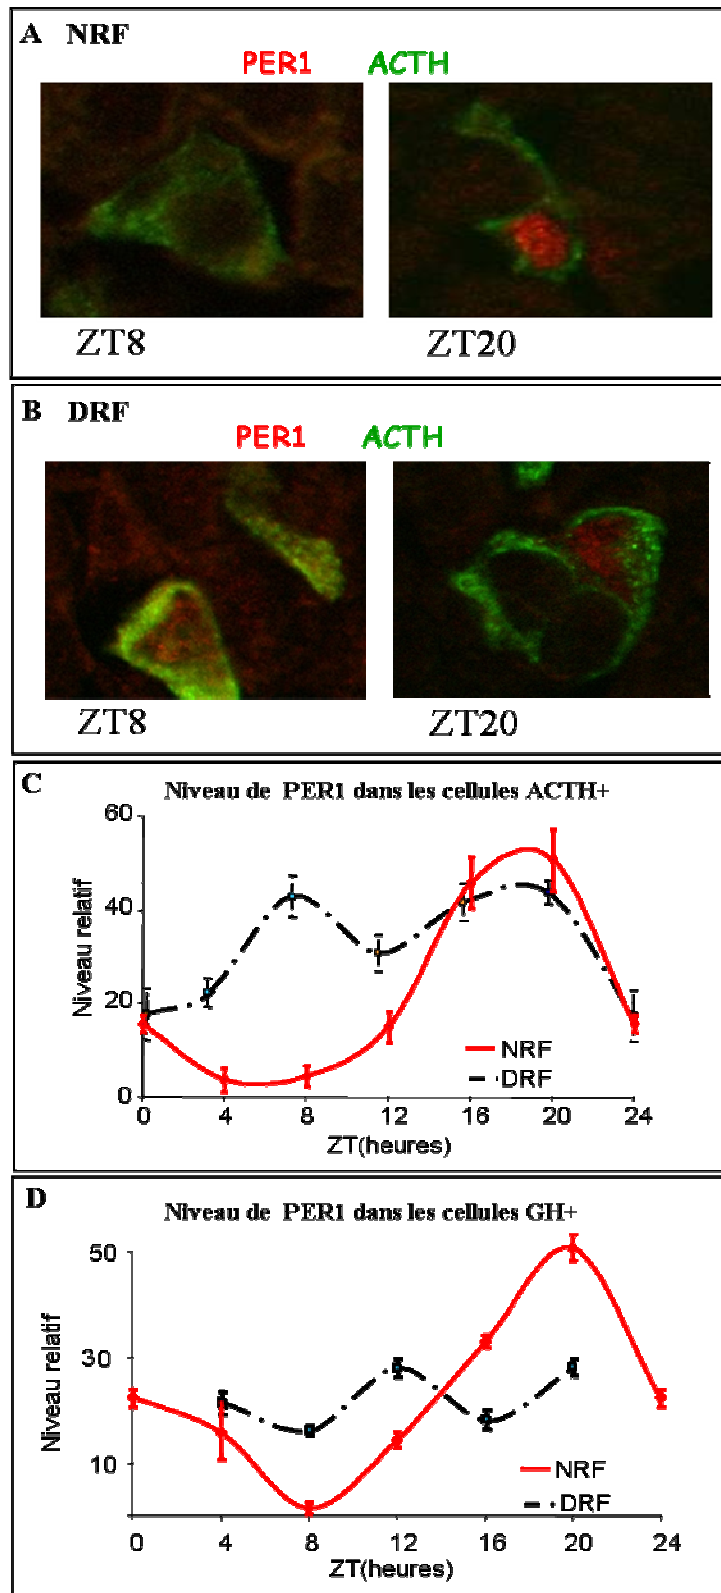 A NRF
PER1 ACTH
ZT8 ZT20
B DRF
PER1 ACTH
ZT8 ZT20
C
Niveau de PER1 dans les cellules ACTH+
Niveau relatif
60
40
20
0
NRF
DRF
0 4 8 12 16 20 24
ZT(heures)
D
Niveau de PER1 dans les cellules GH+
Niveau relatif
50
30
10
NRF
DRF
0 4 8 12 16 20 24
ZT(heures)